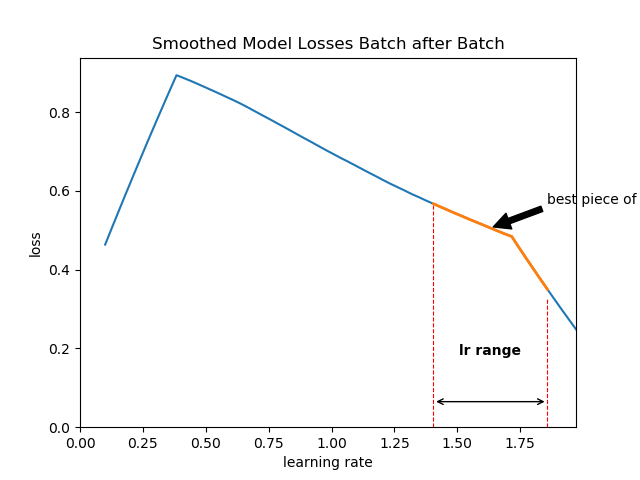 Smoothed Model Losses Batch after Batch
best piece of
lr range
0.8
0.6
0.4
0.2
0.0
loss
0.00 0.25 0.50 0.75 1.00 1.25 1.50 1.75
learning rate